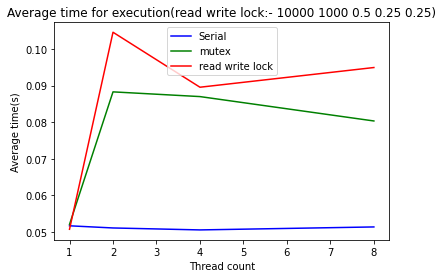 Average time for execution(read write lock:- 10000 1000 0.5 0.25 0.25)
Serial
mutex
read write lock
Average time(s)
0.10
0.09
0.08
0.07
0.06
0.05
1 2 3 4 5 6 7 8
Thread count